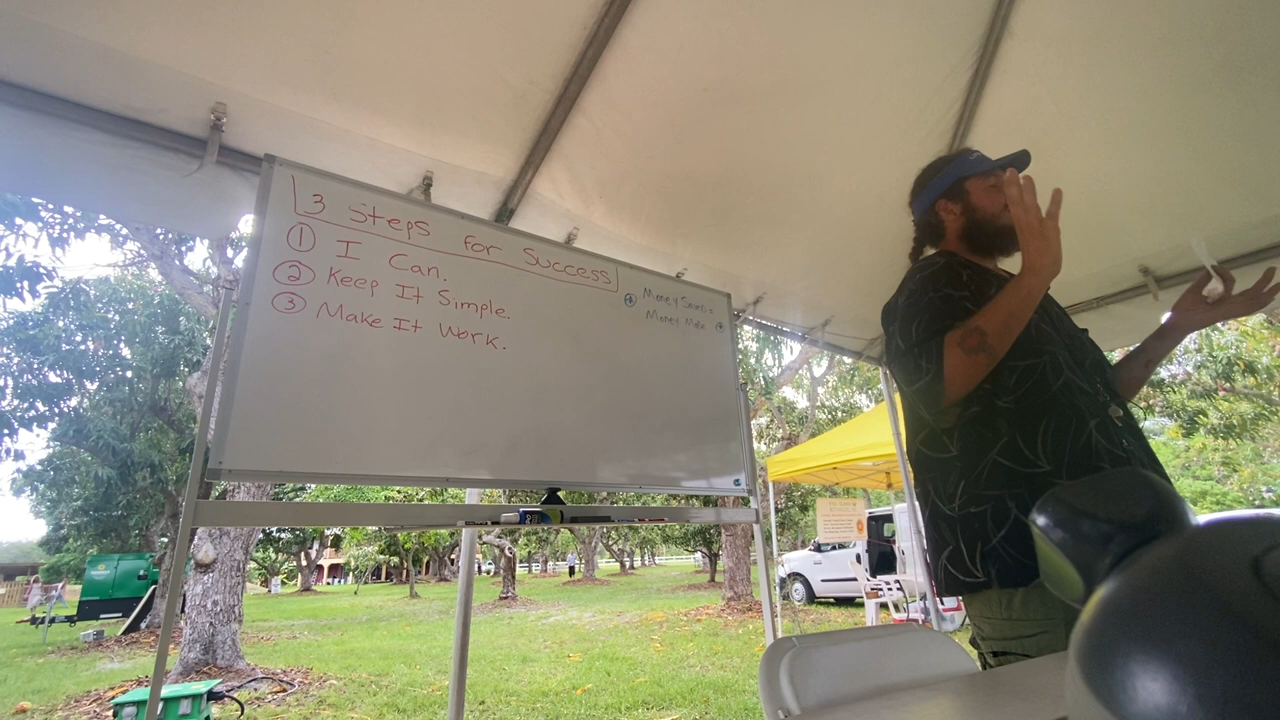 3 Steps for Success
① I Can.
② Keep It Simple.
③ Make It Work.
Money Saved =
Money Made